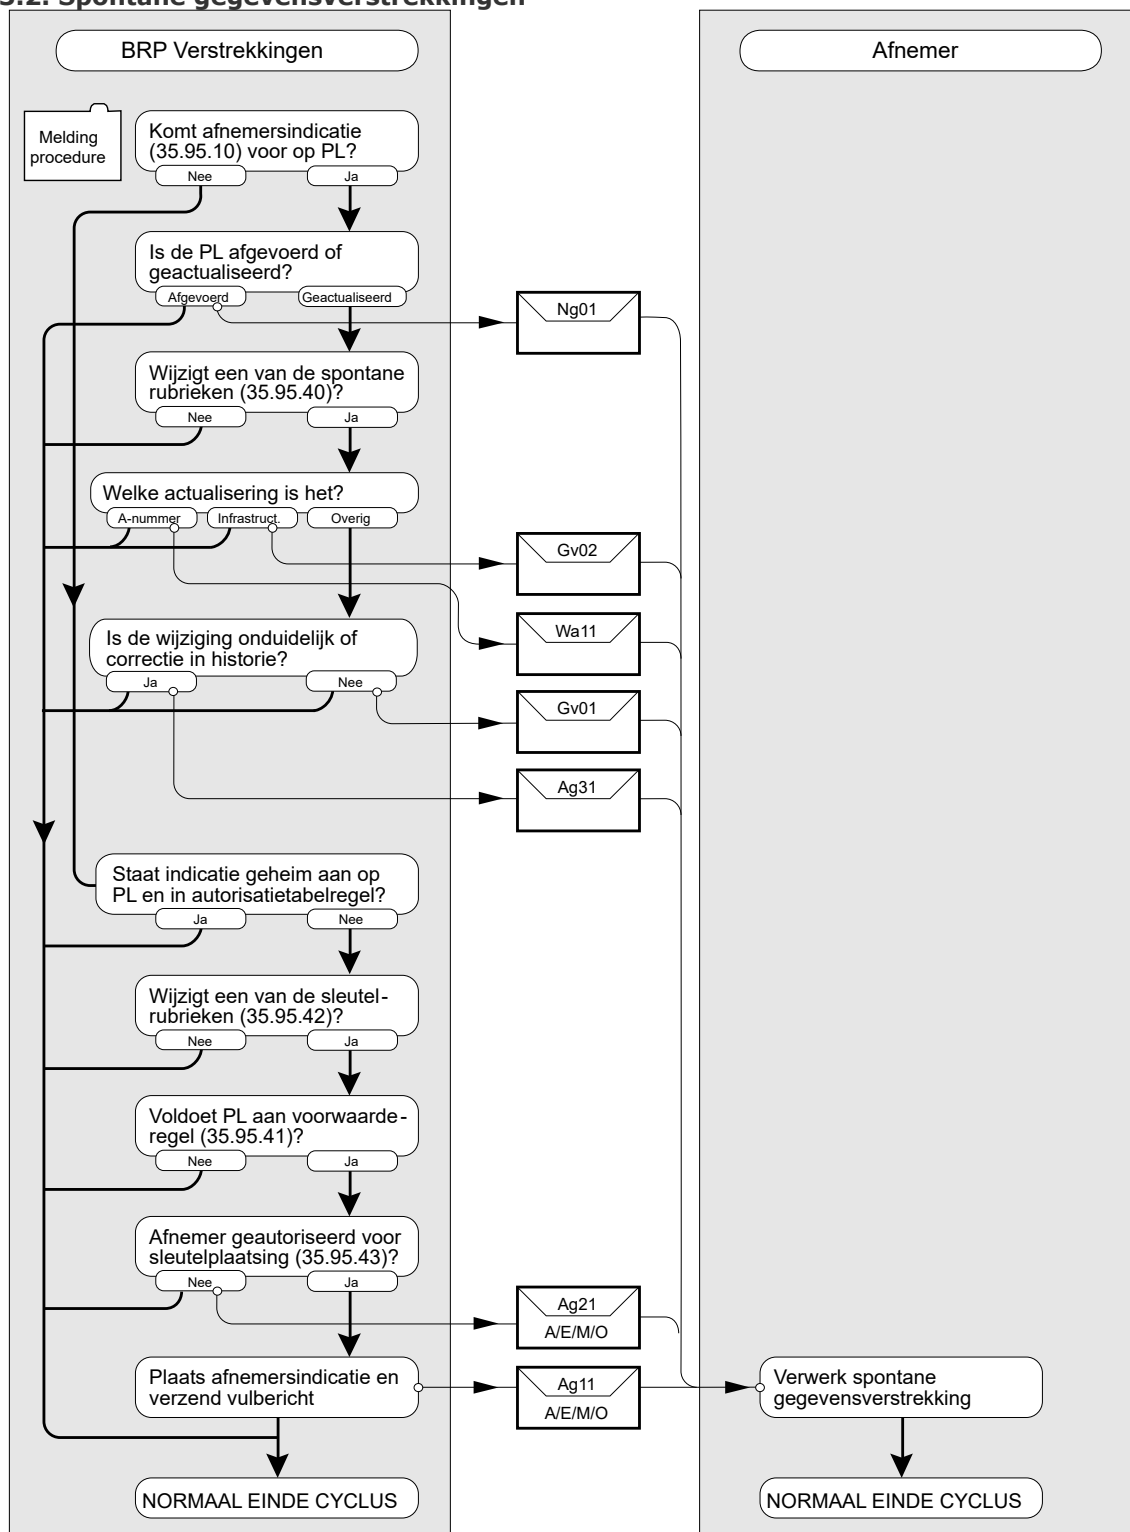 3.2. Spontane gegevensverstrekkingen
BRP Verstrekkingen
Afnemer
Melding
procedure
Komt afnemersindicatie
(35.95.10) voor op PL?
Nee
Ja
Is de PL afgevoerd of
geactualiseerd?
Afgevoerd
Geactualiseerd
Ng01
Wijzigt een van de spontane
rubrieken (35.95.40)?
Nee
Ja
Welke actualisering is het?
A-nummer
Infrastruct.
Overig
Gv02
Wa11
Is de wijziging onduidelijk of
correctie in historie?
Ja
Nee
Gv01
Ag31
Staat indicatie geheim aan op
PL en in autorisatietabelregel?
Ja
Nee
Wijzigt een van de sleutel-
rubrieken (35.95.42)?
Nee
Ja
Voldoet PL aan voorwaarde-
regel (35.95.41)?
Nee
Ja
Afnemer geautoriseerd voor
sleutelplaatsing (35.95.43)?
Nee
Ja
Ag21
A/E/M/O
Plaats afnemersindicatie en
verzend vulbericht
Ag11
A/E/M/O
Verwerk spontane
gegevensverstrekking
NORMAAL EINDE CYCLUS
NORMAAL EINDE CYCLUS